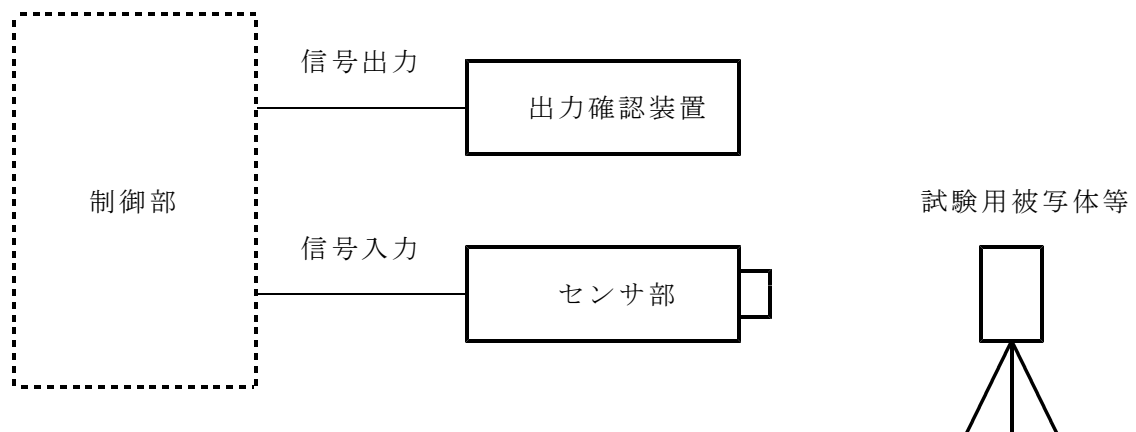 信号出力
出力確認装置
制御部
試験用被写体等
信号入力
センサ部